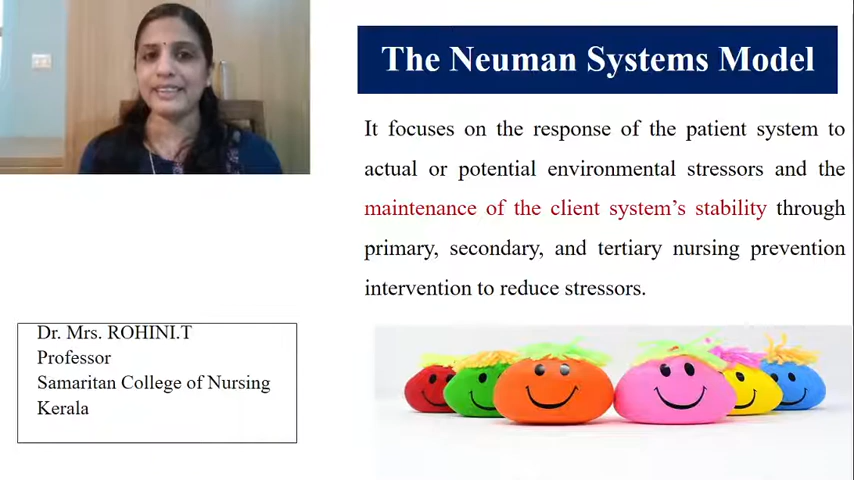 The Neuman Systems Model
It focuses on the response of the patient system to
actual or potential environmental stressors and the
maintenance of the client system’s stability through
primary, secondary, and tertiary nursing prevention
intervention to reduce stressors.
Dr. Mrs. ROHINI.T
Professor
Samaritan College of Nursing
Kerala